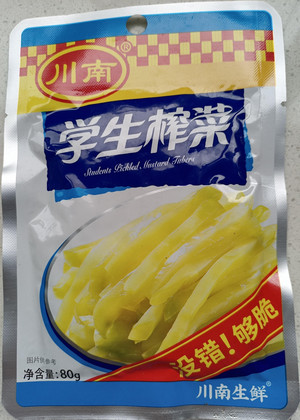 川南®
学生榨菜
Students Pickled Mustard Tubers
没错！够脆
图片供参考
净含量:80g
川南生鲜®